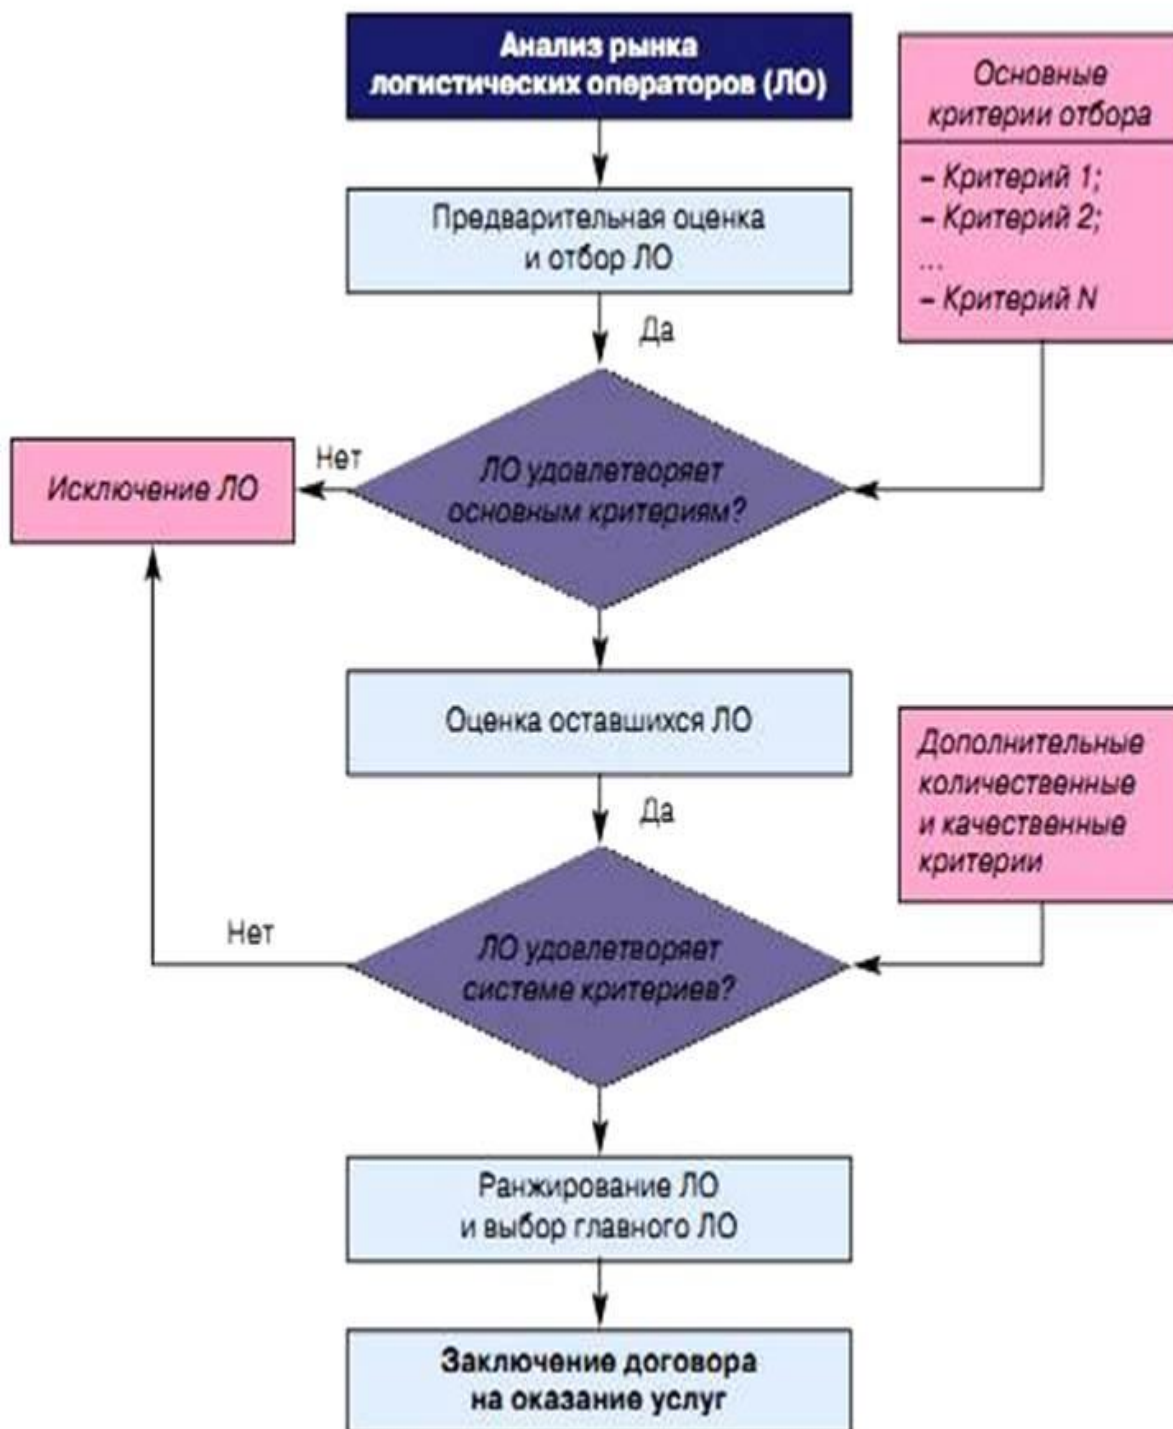 Анализ рынка
логистических операторов (ЛО)
Основные
критерии отбора
– Критерий 1;
– Критерий 2;
...
– Критерий N
Предварительная оценка
и отбор ЛО
Да
ЛО удовлетворяет
основным критериям?
Нет
Исключение ЛО
Оценка оставшихся ЛО
Дополнительные
количественные
и качественные
критерии
Да
ЛО удовлетворяет
системе критериев?
Нет
Ранжирование ЛО
и выбор главного ЛО
Заключение договора
на оказание услуг